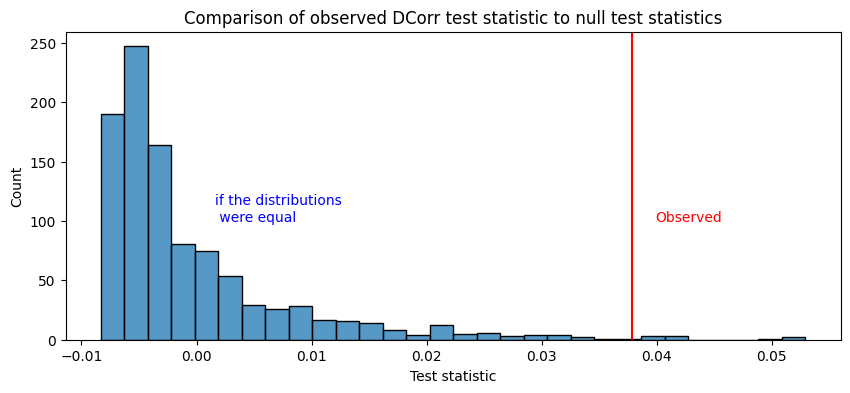 Comparison of observed DCorr test statistic to null test statistics
250
200
150
100
50
0
Count
if the distributions
were equal
Observed
−0.01 0.00 0.01 0.02 0.03 0.04 0.05
Test statistic